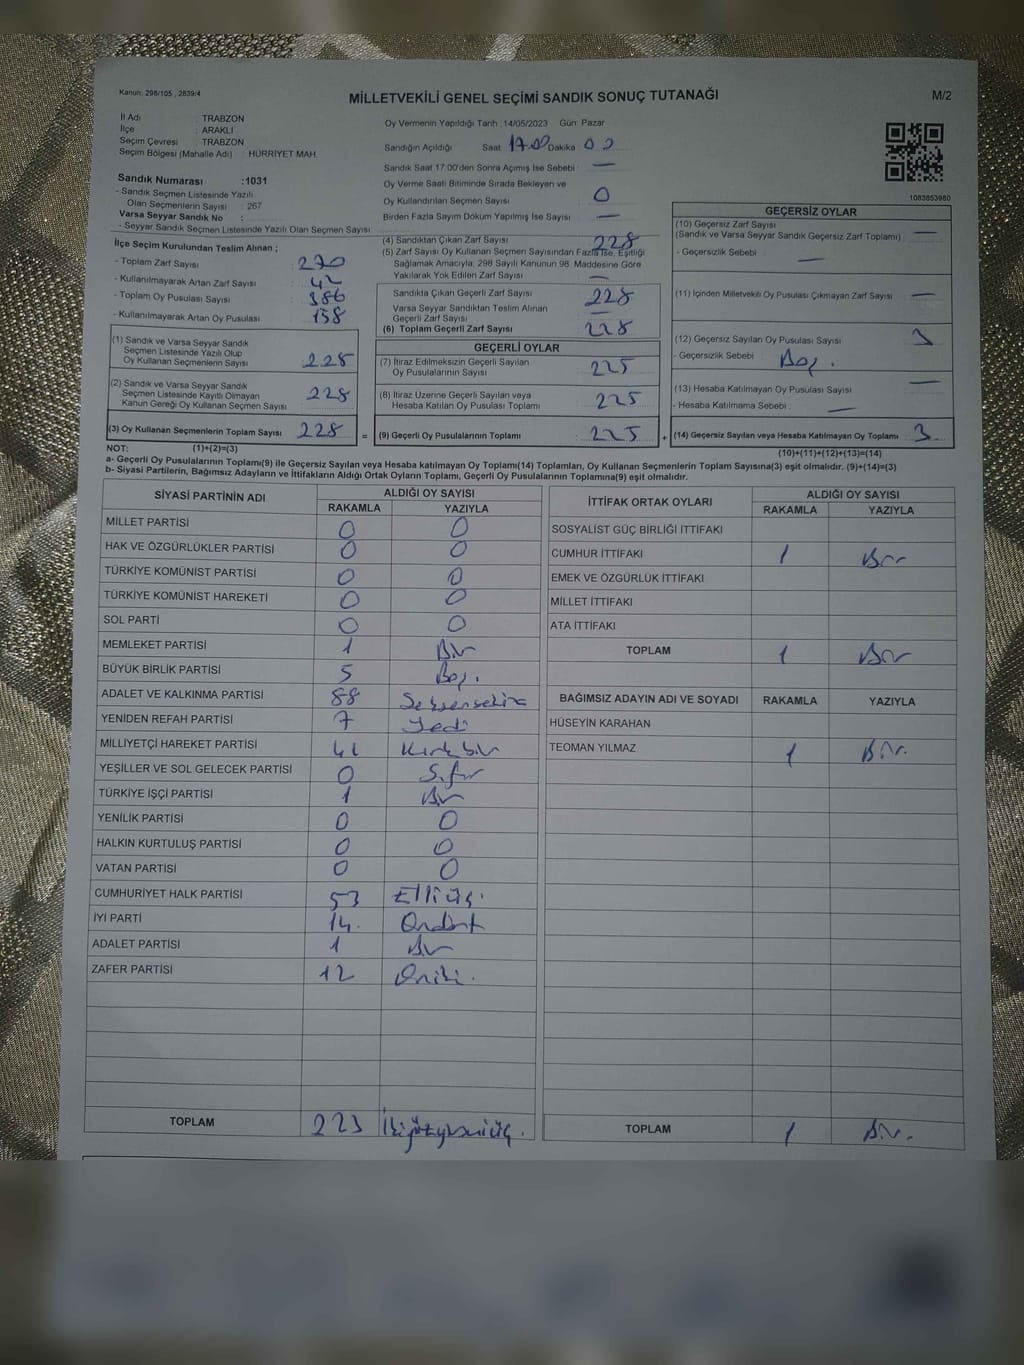 Kanun: 298/105 , 2839/4
MİLLETVEKİLİ GENEL SEÇİMİ SANDIK SONUÇ TUTANAĞI
M/2
İl Adı : TRABZON
İlçe : ARAKLI
Seçim Çevresi : TRABZON
Seçim Bölgesi (Mahalle Adı) : HÜRRİYET MAH.
Sandık Numarası :1031
- Sandık Seçmen Listesinde Yazılı
Olan Seçmenlerin Sayısı : 267
Varsa Seyyar Sandık No :
- Seyyar Sandık Seçmen Listesinde Yazılı Olan Seçmen Sayısı :
Oy Vermenin Yapıldığı Tarih : 14/05/2023 Gün: Pazar
Sandığın Açıldığı Saat: 17.00 Dakika 00
Sandık Saat 17:00'den Sonra Açımış İse Sebebi : —
Oy Verme Saati Bitiminde Sırada Bekleyen ve
Oy Kullandırılan Seçmen Sayısı : 0
Birden Fazla Sayım Döküm Yapılmış İse Sayısı : —
1083853980
İlçe Seçim Kurulundan Teslim Alınan ;
- Toplam Zarf Sayısı : 270
- Kullanılmayarak Artan Zarf Sayısı : 42
- Toplam Oy Pusulası Sayısı : 386
- Kullanılmayarak Artan Oy Pusulası : 158
(1) Sandık ve Varsa Seyyar Sandık
Seçmen Listesinde Yazılı Olup
Oy Kullanan Seçmenlerin Sayısı : 228
(2) Sandık ve Varsa Seyyar Sandık
Seçmen Listesinde Kayıtlı Olmayan
Kanun Gereği Oy Kullanan Seçmen Sayısı : 228
(3) Oy Kullanan Seçmenlerin Toplam Sayısı : 228
(4) Sandıktan Çıkan Zarf Sayısı : 228
(5) Zarf Sayısı Oy Kullanan Seçmen Sayısından Fazla İse, Eşitliği
Sağlamak Amacıyla; 298 Sayılı Kanunun 98. Maddesine Göre
Yakılarak Yok Edilen Zarf Sayısı : —
Sandıkta Çıkan Geçerli Zarf Sayısı : 228
Varsa Seyyar Sandıktan Teslim Alınan
Geçerli Zarf Sayısı : —
(6) Toplam Geçerli Zarf Sayısı : 228
GEÇERLİ OYLAR
(7) İtiraz Edilmeksizin Geçerli Sayılan
Oy Pusulalarının Sayısı : 225
(8) İtiraz Üzerine Geçerli Sayılan veya
Hesaba Katılan Oy Pusulası Toplamı : 225
= (9) Geçerli Oy Pusulalarının Toplamı : 225
GEÇERSİZ OYLAR
(10) Geçersiz Zarf Sayısı
(Sandık ve Varsa Seyyar Sandık Geçersiz Zarf Toplamı) : —
- Geçersizlik Sebebi : —
(11) İçinden Milletvekili Oy Pusulası Çıkmayan Zarf Sayısı : —
(12) Geçersiz Sayılan Oy Pusulası Sayısı : 3
- Geçersizlik Sebebi : Boş.
(13) Hesaba Katılmayan Oy Pusulası Sayısı : —
- Hesaba Katılmama Sebebi : —
+ (14) Geçersiz Sayılan veya Hesaba Katılmayan Oy Toplamı : 3
NOT: (1)+(2)=(3)
(10)+(11)+(12)+(13)=(14)
a- Geçerli Oy Pusulalarının Toplamı(9) ile Geçersiz Sayılan veya Hesaba katılmayan Oy Toplamı(14) Toplamları, Oy Kullanan Seçmenlerin Toplam Sayısına(3) eşit olmalıdır. (9)+(14)=(3)
b- Siyasi Partilerin, Bağımsız Adayların ve İttifakların Aldığı Ortak Oyların Toplamı, Geçerli Oy Pusulalarının Toplamına(9) eşit olmalıdır.
SİYASİ PARTİNİN ADI ALDIĞI OY SAYISI
RAKAMLA YAZIYLA
MİLLET PARTİSİ 0 0
HAK VE ÖZGÜRLÜKLER PARTİSİ 0 0
TÜRKİYE KOMÜNİST PARTİSİ 0 0
TÜRKİYE KOMÜNİST HAREKETİ 0 0
SOL PARTİ 0 0
MEMLEKET PARTİSİ 1 Bir
BÜYÜK BİRLİK PARTİSİ 5 Beş.
ADALET VE KALKINMA PARTİSİ 88 Seksensekiz
YENİDEN REFAH PARTİSİ 7 Yedi
MİLLİYETÇİ HAREKET PARTİSİ 41 Kırkbir
YEŞİLLER VE SOL GELECEK PARTİSİ 0 Sıfır
TÜRKİYE İŞÇİ PARTİSİ 1 Bir
YENİLİK PARTİSİ 0 0
HALKIN KURTULUŞ PARTİSİ 0 0
VATAN PARTİSİ 0 0
CUMHURİYET HALK PARTİSİ 53 Elliüç.
İYİ PARTİ 14. Ondört
ADALET PARTİSİ 1 Bir
ZAFER PARTİSİ 12 Oniki.
TOPLAM 223 İkiyüzyirmiüç.
İTTİFAK ORTAK OYLARI ALDIĞI OY SAYISI
RAKAMLA YAZIYLA
SOSYALİST GÜÇ BİRLİĞİ İTTİFAKI
CUMHUR İTTİFAKI 1 Bir
EMEK VE ÖZGÜRLÜK İTTİFAKI
MİLLET İTTİFAKI
ATA İTTİFAKI
TOPLAM 1 Bir
BAĞIMSIZ ADAYIN ADI VE SOYADI RAKAMLA YAZIYLA
HÜSEYİN KARAHAN
TEOMAN YILMAZ 1 Bir.
TOPLAM 1 Bir.